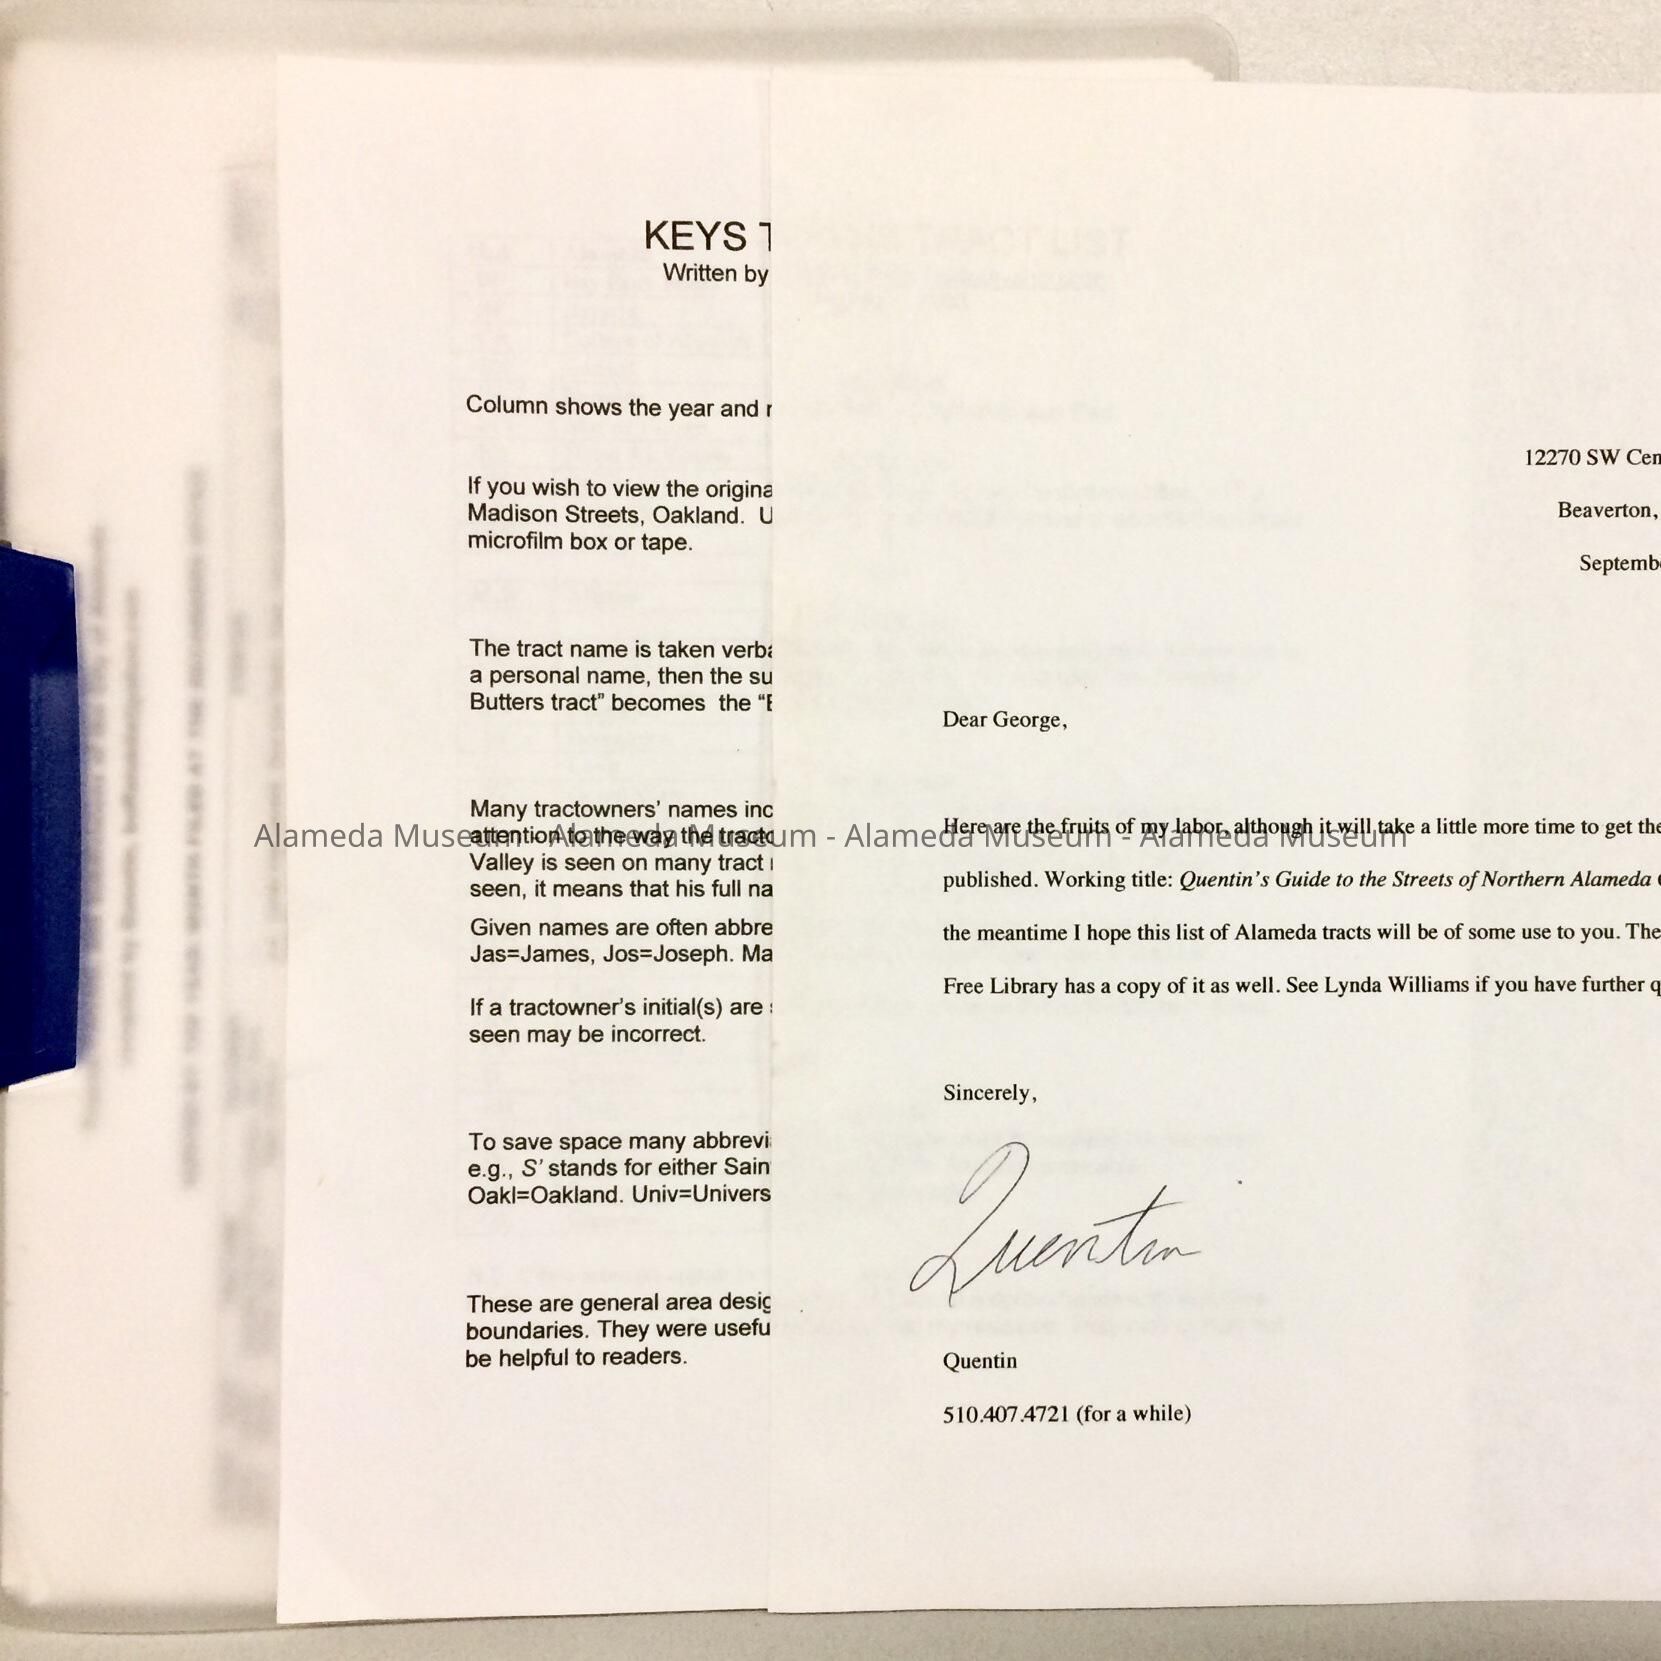 KEYS T
Written by
Column shows the year and
If you wish to view the origina
Madison Streets, Oakland. U
microfilm box or tape.
The tract name is taken verba
a personal name, then the su
Butters tract” becomes the “
Many tractowners’ names inc
attention to the way the tracto
Valley is seen on many tract
seen, it means that his full na
Given names are often abbre
Jas=James, Jos=Joseph. Ma
If a tractowner’s initial(s) are
seen may be incorrect.
To save space many abbrevi
e.g., S’ stands for either Sain
Oakl=Oakland. Univ=Univers
These are general area desig
boundaries. They were usefu
be helpful to readers.
12270 SW Cen
Beaverton,
Septemb
Dear George,
Here are the fruits of my labor, although it will take a little more time to get the
published. Working title: Quentin’s Guide to the Streets of Northern Alameda
the meantime I hope this list of Alameda tracts will be of some use to you. The
Free Library has a copy of it as well. See Lynda Williams if you have further q
Sincerely,
Quentin
Quentin
510.407.4721 (for a while)
Alameda Museum - Alameda Museum - Alameda Museum - Alameda Museum